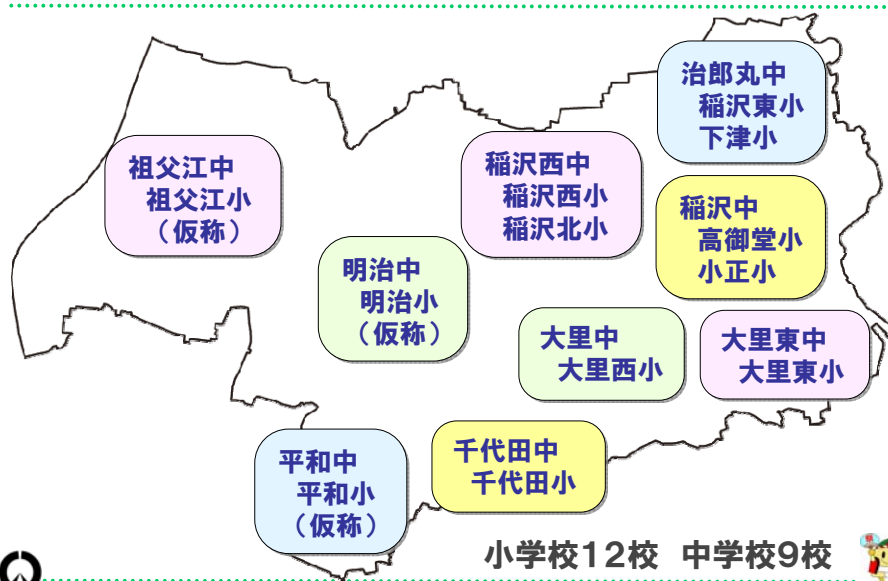 治郎丸中
稲沢東小
下津小
祖父江中
祖父江小
（仮称）
稲沢西中
稲沢西小
稲沢北小
稲沢中
高御堂小
小正小
明治中
明治小
（仮称）
大里中
大里西小
大里東中
大里東小
平和中
平和小
（仮称）
千代田中
千代田小
小学校12校 中学校9校